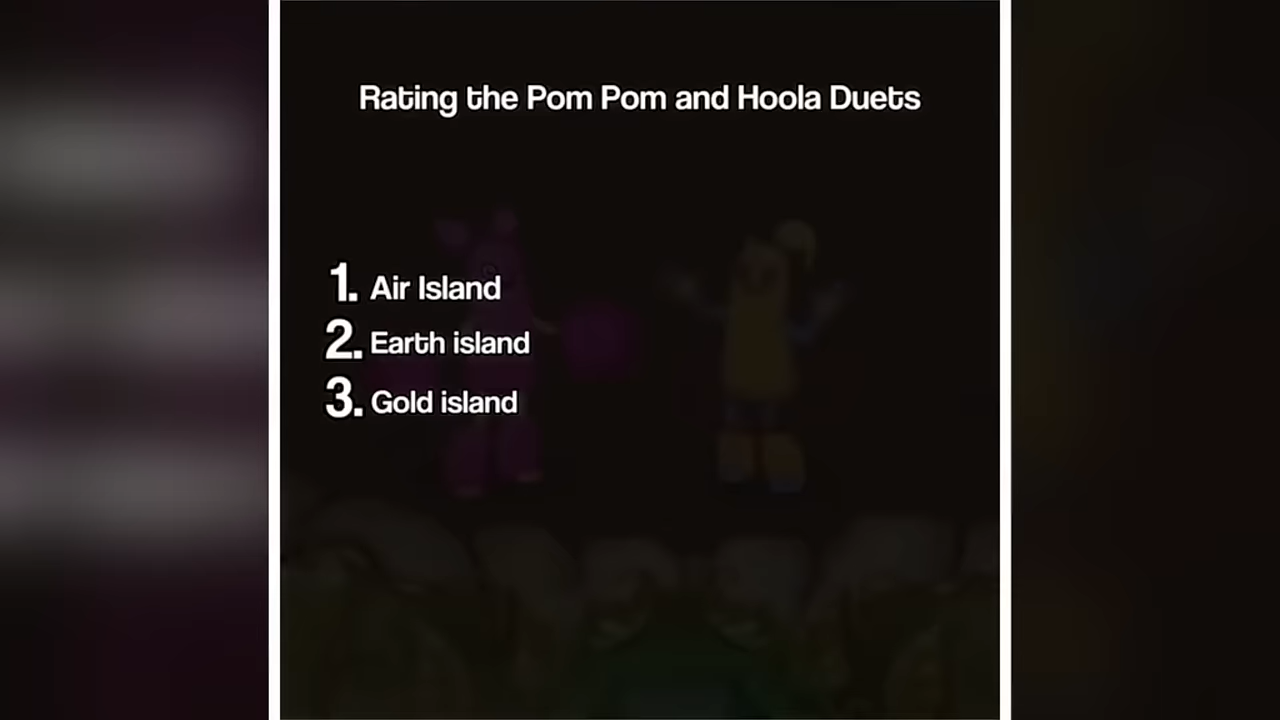 Rating the Pom Pom and Hoola Duets
1. Air Island
2. Earth island
3. Gold island